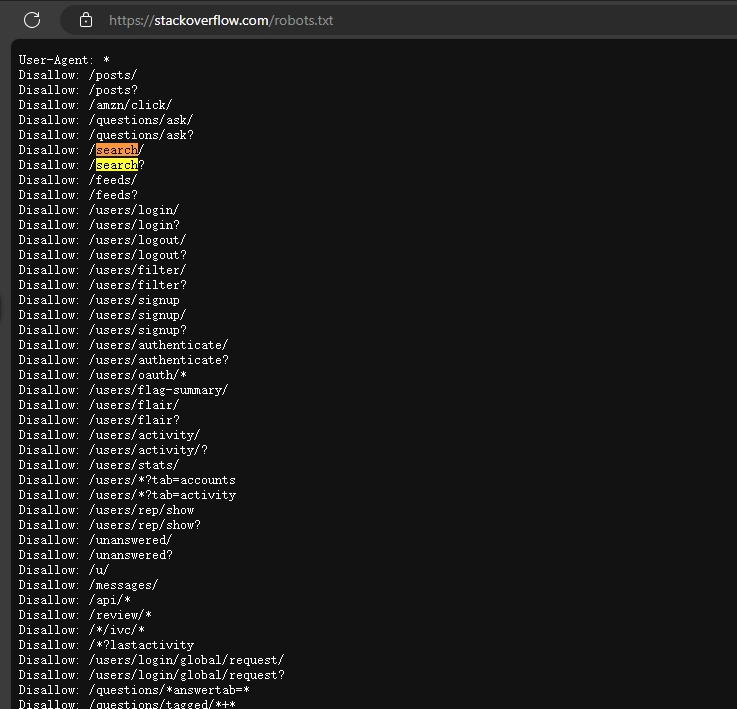 https://stackoverflow.com/robots.txt
User-Agent: *
Disallow: /posts/
Disallow: /posts?
Disallow: /amzn/click/
Disallow: /questions/ask/
Disallow: /questions/ask?
Disallow: /search/
Disallow: /search?
Disallow: /feeds/
Disallow: /feeds?
Disallow: /users/login/
Disallow: /users/login?
Disallow: /users/logout/
Disallow: /users/logout?
Disallow: /users/filter/
Disallow: /users/filter?
Disallow: /users/signup
Disallow: /users/signup/
Disallow: /users/signup?
Disallow: /users/authenticate/
Disallow: /users/authenticate?
Disallow: /users/oauth/*
Disallow: /users/flag-summary/
Disallow: /users/flair/
Disallow: /users/flair?
Disallow: /users/activity/
Disallow: /users/activity/?
Disallow: /users/stats/
Disallow: /users/*?tab=accounts
Disallow: /users/*?tab=activity
Disallow: /users/rep/show
Disallow: /users/rep/show?
Disallow: /unanswered/
Disallow: /unanswered?
Disallow: /u/
Disallow: /messages/
Disallow: /api/*
Disallow: /review/*
Disallow: /*/ivc/*
Disallow: /*?lastactivity
Disallow: /users/login/global/request/
Disallow: /users/login/global/request?
Disallow: /questions/*answertab=*
Disallow: /questions/tagged/*+*